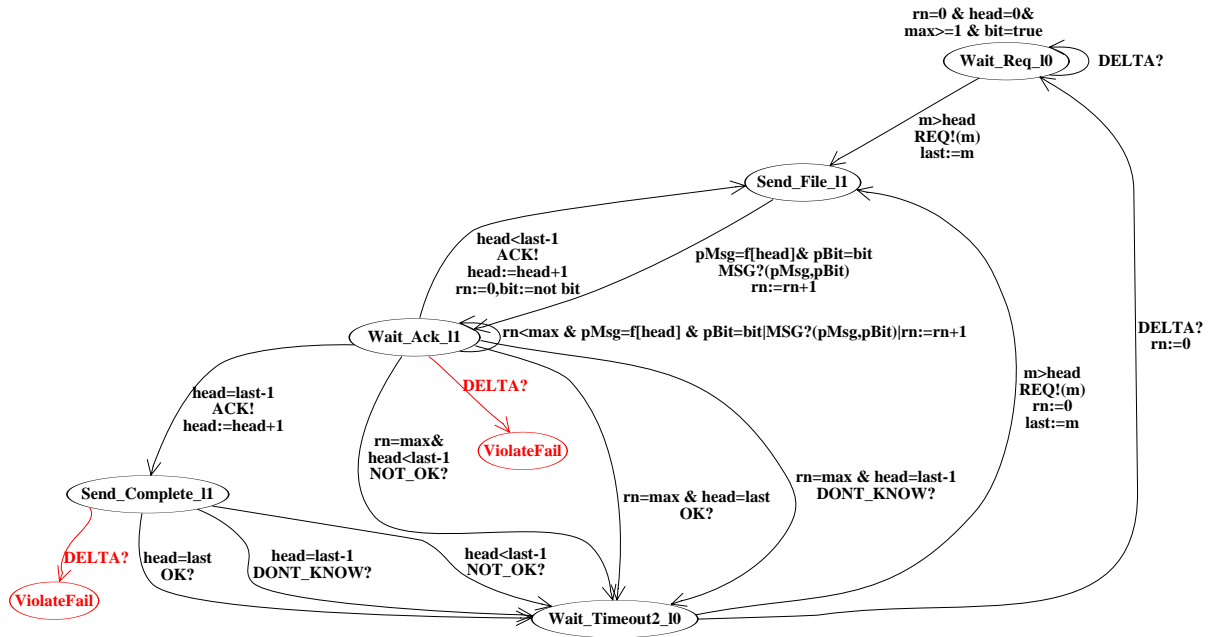 rn=0 & head=0&
max>=1 & bit=true
Wait_Req_l0
DELTA?
m>head
REQ!(m)
last:=m
Send_File_l1
head<last-1
ACK!
head:=head+1
rn:=0,bit:=not bit
pMsg=f[head]& pBit=bit
MSG?(pMsg,pBit)
rn:=rn+1
Wait_Ack_l1
rn<max & pMsg=f[head] & pBit=bit|MSG?(pMsg,pBit)|rn:=rn+1
DELTA?
rn:=0
head=last-1
ACK!
head:=head+1
DELTA?
m>head
REQ!(m)
rn:=0
last:=m
rn=max&
head<last-1
NOT_OK?
ViolateFail
rn=max & head=last
OK?
rn=max & head=last-1
DONT_KNOW?
Send_Complete_l1
DELTA?
head=last
OK?
head=last-1
DONT_KNOW?
head<last-1
NOT_OK?
ViolateFail
Wait_Timeout2_l0